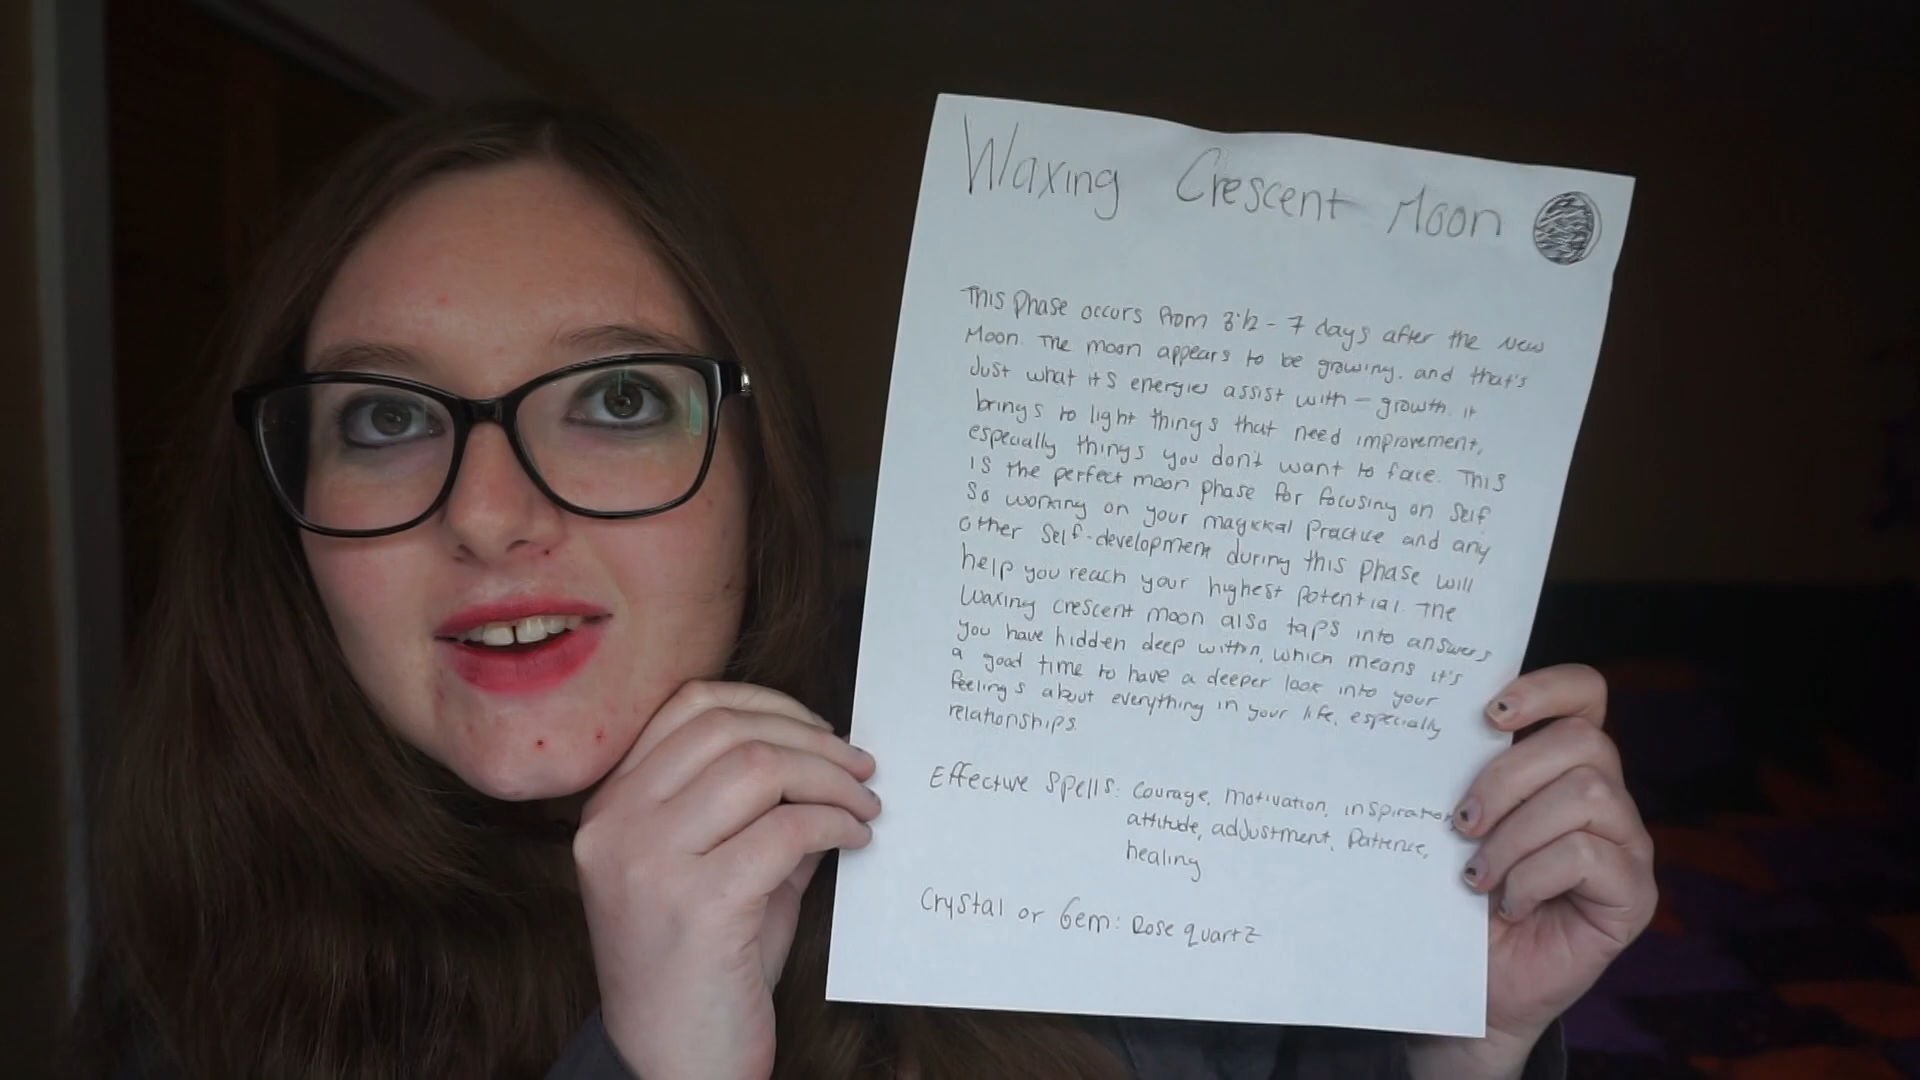 Waxing Crescent Moon
This phase occurs from 3½ - 7 days after the New
Moon. The moon appears to be growing, and that's
Just what its energies assist with - growth. it
brings to light things that need improvement,
especially things you don't want to face. This
is the perfect moon phase for focusing on self
So working on your magickal practice and any
other self-development during this phase will
help you reach your highest potential. The
waxing crescent moon also taps into answers
you have hidden deep within, which means it's
a good time to have a deeper look into your
feelings about everything in your life, especially
relationships.
Effective Spells: Courage, motivation, inspiration,
attitude, adjustment, Patience,
healing
Crystal or Gem: Rose quartz